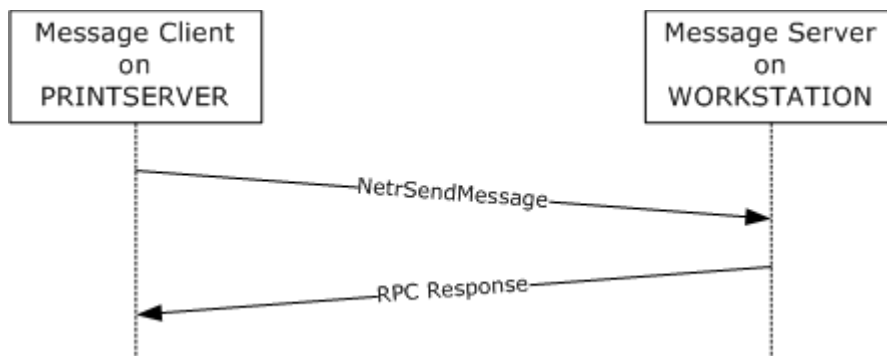 Message Client
on
PRINTSERVER
Message Server
on
WORKSTATION
NetrSendMessage
RPC Response